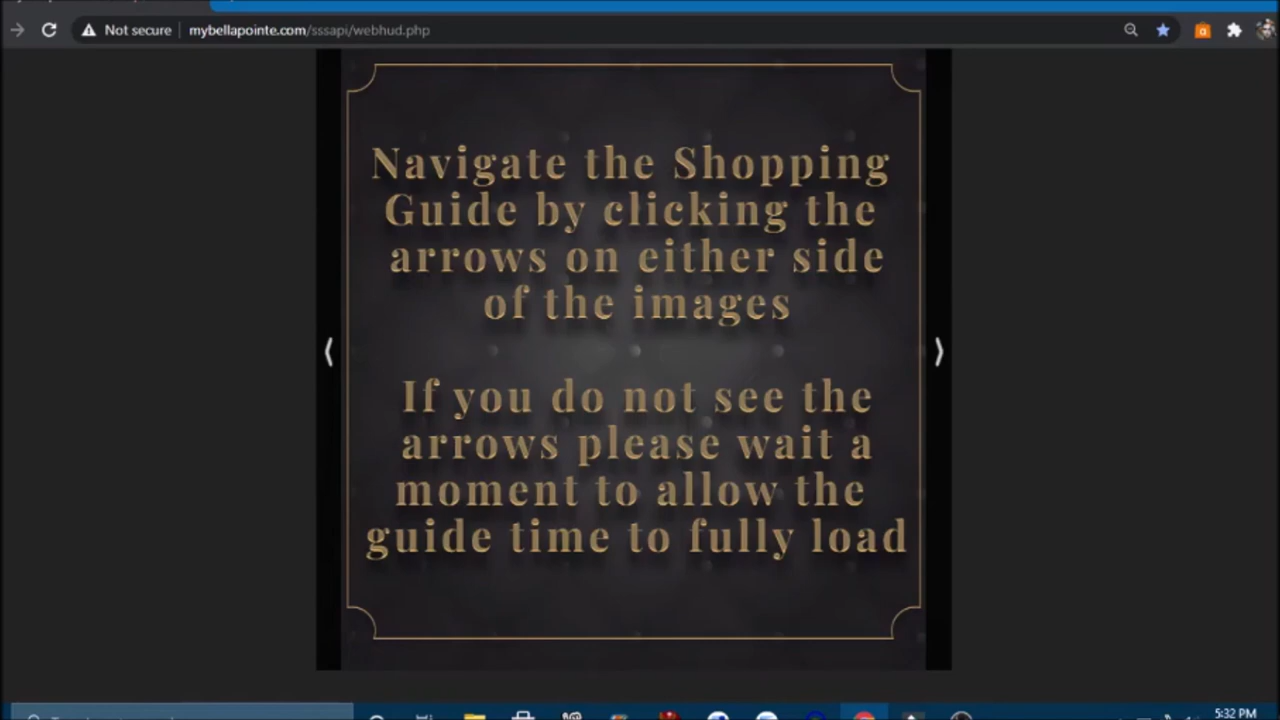 Not secure
mybellapointe.com/sssapi/webhud.php
Navigate the Shopping
Guide by clicking the
arrows on either side
of the images
If you do not see the
arrows please wait a
moment to allow the
guide time to fully load
5:32 PM